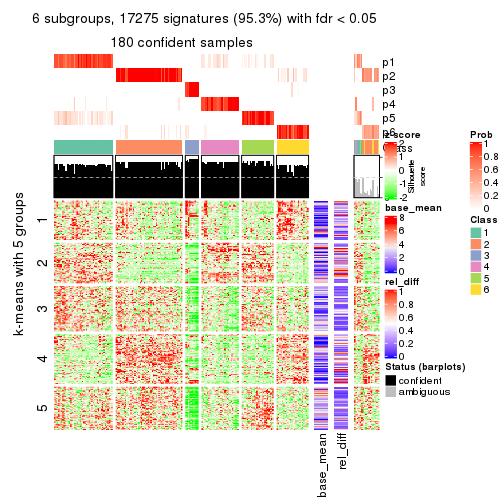 6 subgroups, 17275 signatures (95.3%) with fdr < 0.05
180 confident samples
p1
p2
p3
p4
p5
p6
Class
Silhouette
score
k-means with 5 groups
1
2
3
4
5
base_mean
rel_diff
z-score
2
1
0
-1
-2
base_mean
8
6
4
2
0
rel_diff
1
0.8
0.6
0.4
0.2
0
Status (barplots)
confident
ambiguous
Prob
1
0.8
0.6
0.4
0.2
0
Class
1
2
3
4
5
6